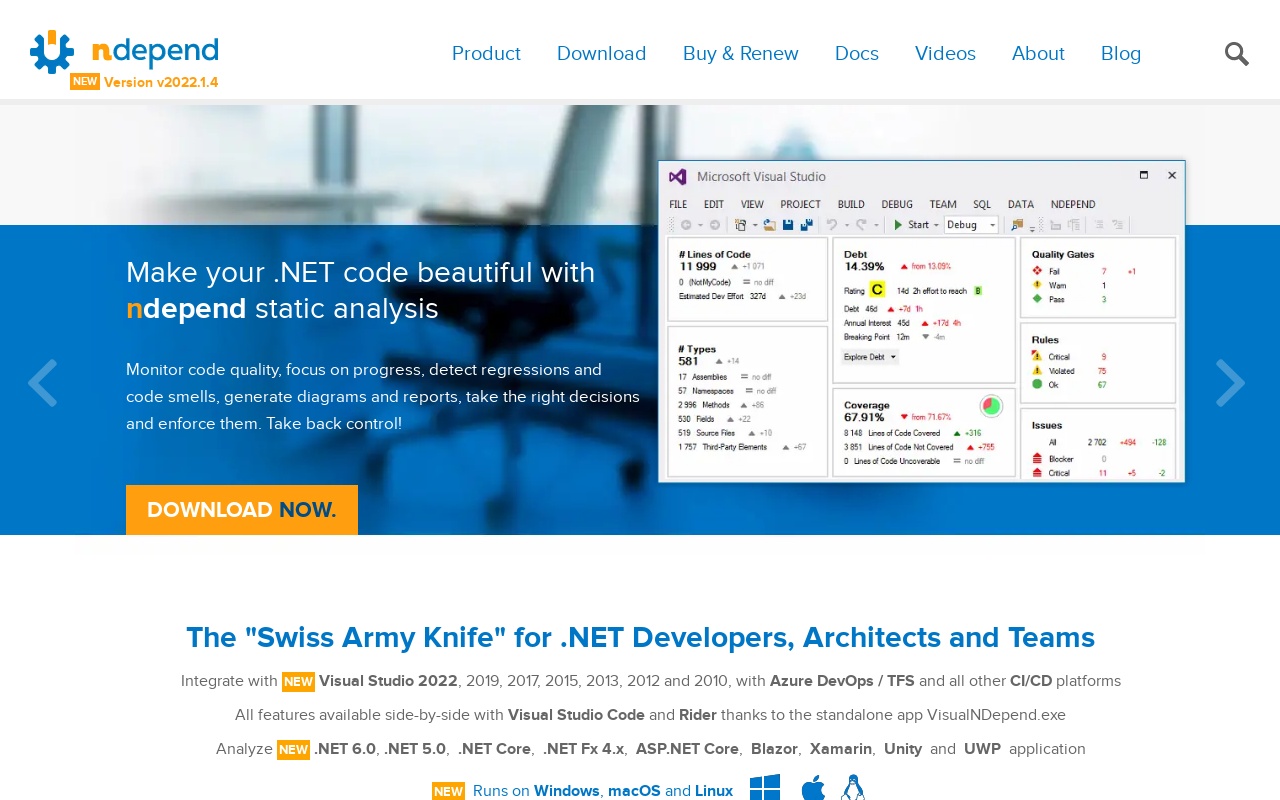 ndepend
NEW Version v2022.1.4
Product Download Buy & Renew Docs Videos About Blog
Make your .NET code beautiful with
ndepend static analysis
Monitor code quality, focus on progress, detect regressions and
code smells, generate diagrams and reports, take the right decisions
and enforce them. Take back control!
DOWNLOAD NOW.
Microsoft Visual Studio
FILE EDIT VIEW PROJECT BUILD DEBUG TEAM SQL DATA NDEPEND
Start Debug
# Lines of Code
11 999 +1 071
0 (NotMyCode) no diff
Estimated Dev Effort 327d +23d
# Types
581 +14
17 Assemblies no diff
57 Namespaces no diff
2 996 Methods +86
530 Fields +22
519 Source Files +10
1 757 Third-Party Elements +67
Debt
14.39% from 13.09%
Rating C 14d 2h effort to reach B
Debt 46d +7d 1h
Annual Interest 45d +17d 4h
Breaking Point 12m -4m
Explore Debt
Coverage
67.91% from 71.67%
8 148 Lines of Code Covered +316
3 851 Lines of Code Not Covered +755
0 Lines of Code Uncoverable no diff
Quality Gates
Fail 7 +1
Warn 1
Pass 3
Rules
Critical 9
Violated 75
Ok 67
Issues
All 2 702 +494 -128
Blocker 0
Critical 11 +5 -2
The "Swiss Army Knife" for .NET Developers, Architects and Teams
Integrate with NEW Visual Studio 2022, 2019, 2017, 2015, 2013, 2012 and 2010, with Azure DevOps / TFS and all other CI/CD platforms
All features available side-by-side with Visual Studio Code and Rider thanks to the standalone app VisualNDepend.exe
Analyze NEW .NET 6.0, .NET 5.0, .NET Core, .NET Fx 4.x, ASP.NET Core, Blazor, Xamarin, Unity and UWP application
NEW Runs on Windows, macOS and Linux